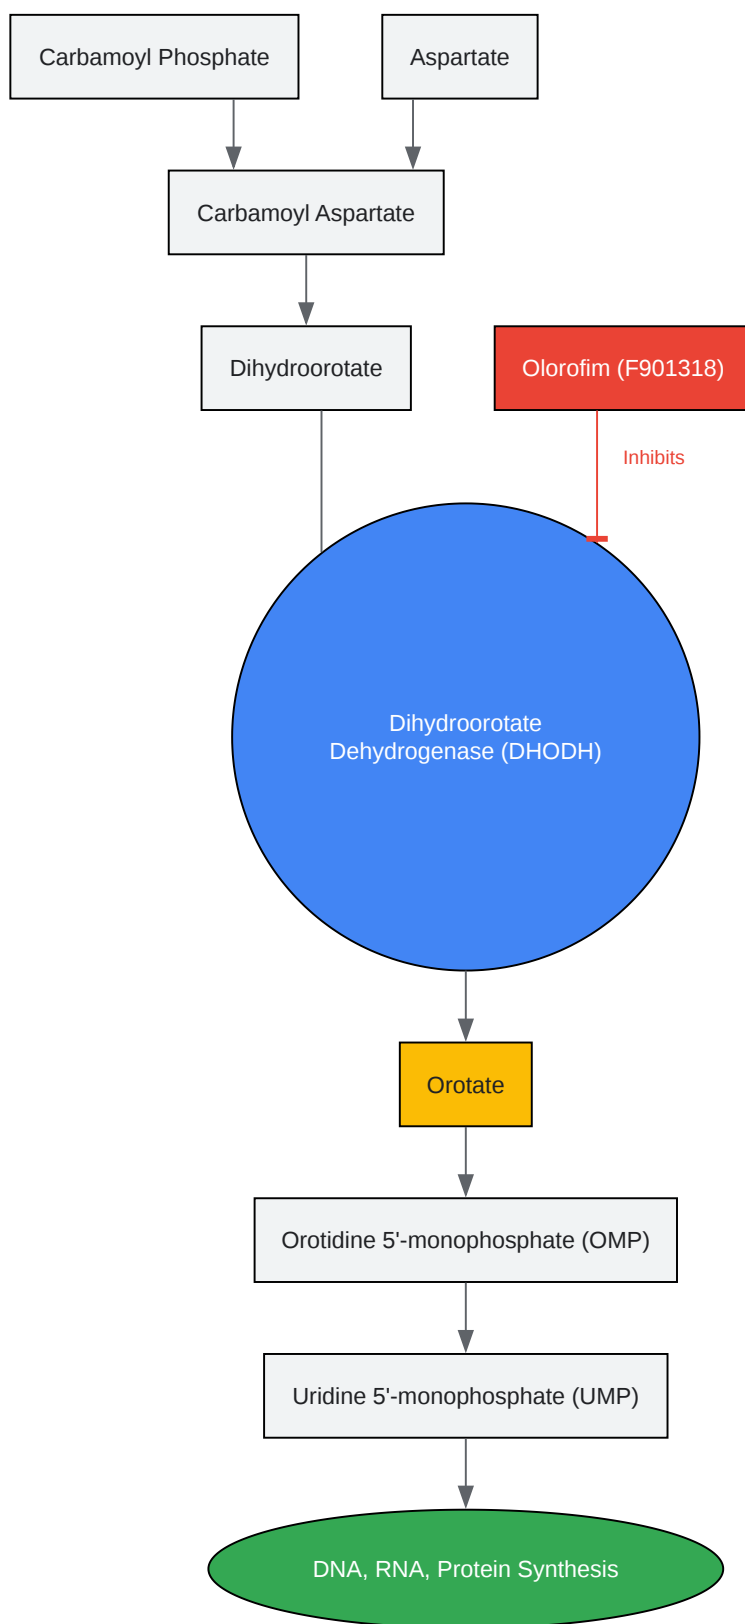 Carbamoyl Phosphate
Aspartate
Carbamoyl Aspartate
Dihydroorotate
Olorofim (F901318)
Inhibits
Dihydroorotate
Dehydrogenase (DHODH)
Orotate
Orotidine 5'-monophosphate (OMP)
Uridine 5'-monophosphate (UMP)
DNA, RNA, Protein Synthesis